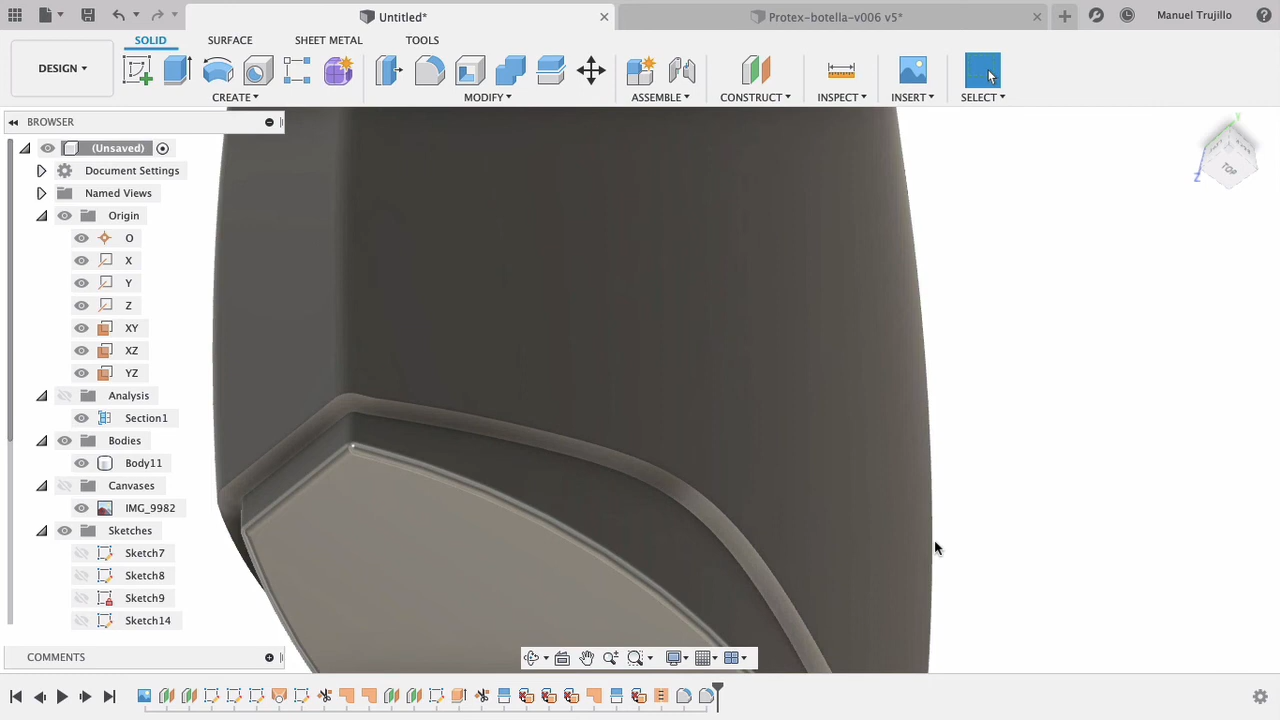 Untitled*
Protex-botella-v006 v5*
Manuel Trujillo
DESIGN
SOLID
SURFACE
SHEET METAL
TOOLS
CREATE
MODIFY
ASSEMBLE
CONSTRUCT
INSPECT
INSERT
SELECT
BROWSER
(Unsaved)
Document Settings
Named Views
Origin
O
X
Y
Z
XY
XZ
YZ
Analysis
Section1
Bodies
Body11
Canvases
IMG_9982
Sketches
Sketch7
Sketch8
Sketch9
Sketch14
COMMENTS
TOP
Z
Y